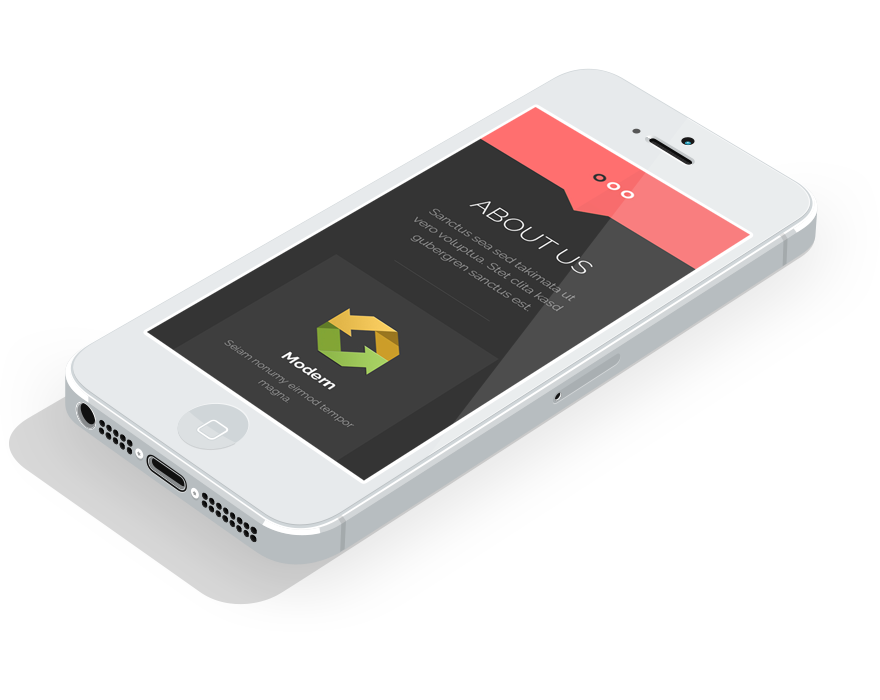 ABOUT US
Sanctus sea sed takimata ut
vero voluptua. Stet clita kasd
gubergren sanctus est.
Modern
Seiam nonumy eirmod tempor
magna